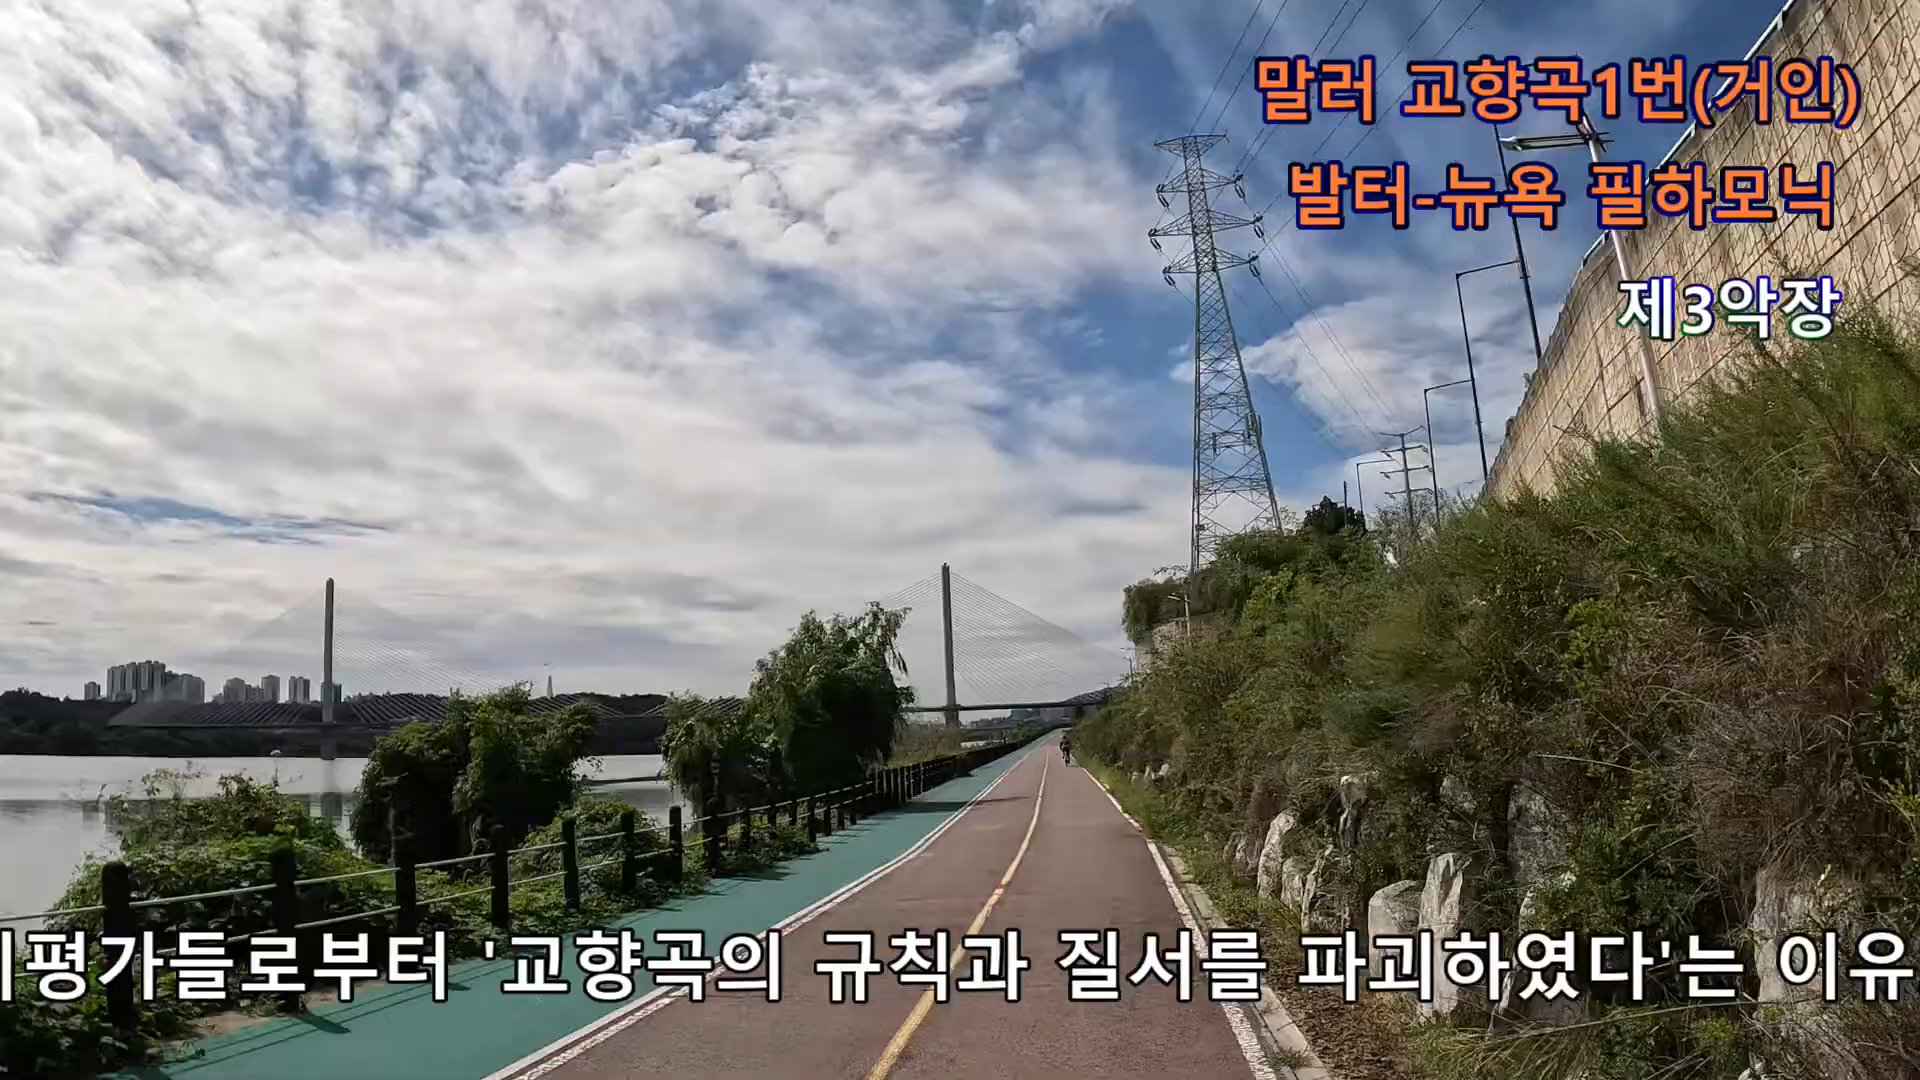 말러 교향곡1번(거인)
발터-뉴욕 필하모닉
제3악장
평가들로부터 '교향곡의 규칙과 질서를 파괴하였다'는 이유